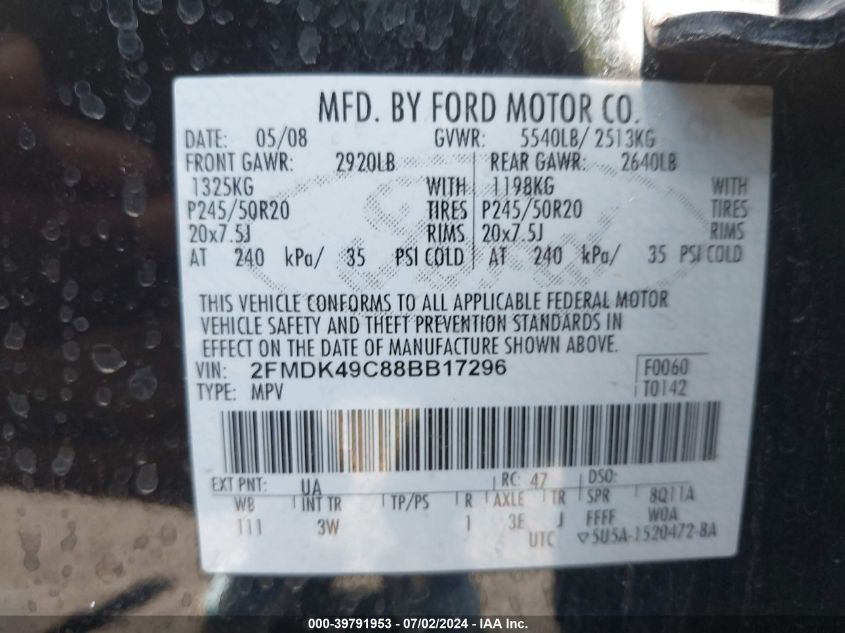 MFD. BY FORD MOTOR CO.
DATE: 05/08 GVWR: 5540LB/ 2513KG
FRONT GAWR: 2920LB REAR GAWR: 2640LB
1325KG WITH 1198KG WITH
P245/50R20 TIRES P245/50R20 TIRES
20x7.5J RIMS 20x7.5J RIMS
AT 240 kPa/ 35 PSI COLD AT 240 kPa/ 35 PSI COLD
THIS VEHICLE CONFORMS TO ALL APPLICABLE FEDERAL MOTOR
VEHICLE SAFETY AND THEFT PREVENTION STANDARDS IN
EFFECT ON THE DATE OF MANUFACTURE SHOWN ABOVE.
VIN: 2FMDK49C88BB17296 F0060
TYPE: MPV T0142
EXT PNT: UA RC: 47 DSO:
WB INT TR TP/PS R AXLE TR SPR 8Q11A
111 3W 1 3E J FFFF W0A
UTC ▽5U5A-1520472-BA
000-39791953 - 07/02/2024 - IAA Inc.